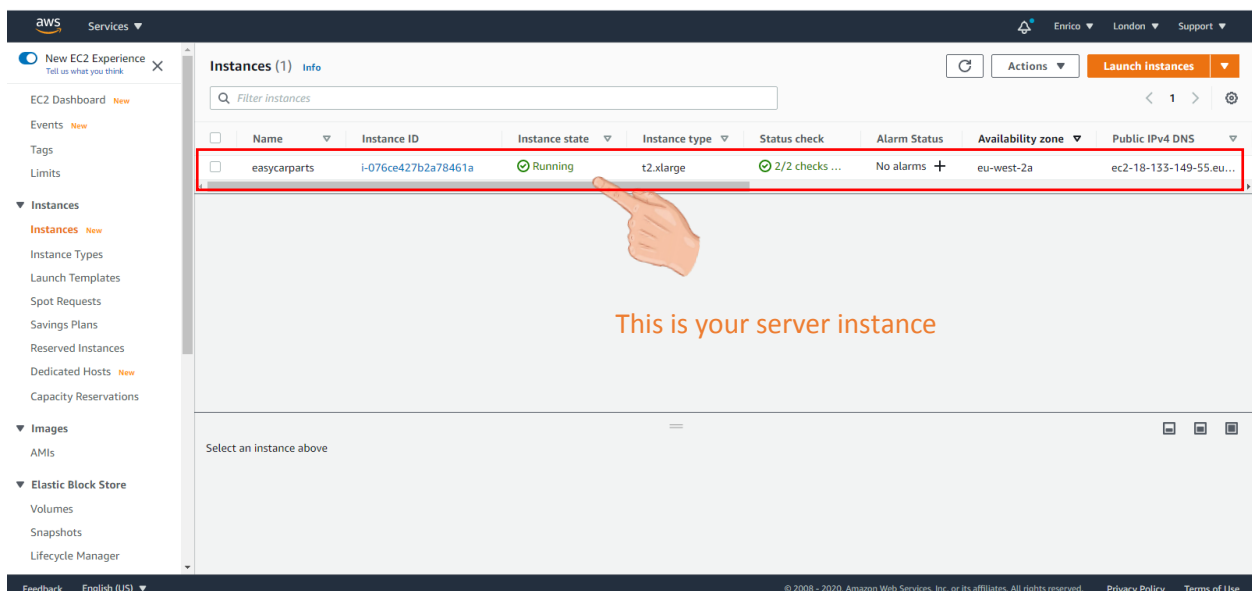 aws Services ▼ Enrico ▼ London ▼ Support ▼
New EC2 Experience
Tell us what you think
EC2 Dashboard New
Events New
Tags
Limits
▼ Instances
Instances New
Instance Types
Launch Templates
Spot Requests
Savings Plans
Reserved Instances
Dedicated Hosts New
Capacity Reservations
▼ Images
AMIs
▼ Elastic Block Store
Volumes
Snapshots
Lifecycle Manager
Instances (1) Info
Actions ▼
Launch instances ▼
Filter instances
< 1 >
Name Instance ID Instance state Instance type Status check Alarm Status Availability zone Public IPv4 DNS
easycarparts i-076ce427b2a78461a Running t2.xlarge 2/2 checks ... No alarms + eu-west-2a ec2-18-133-149-55.eu...
This is your server instance
Select an instance above
Feedback English (US) ▼ © 2008 - 2020, Amazon Web Services, Inc. or its affiliates. All rights reserved. Privacy Policy Terms of Use